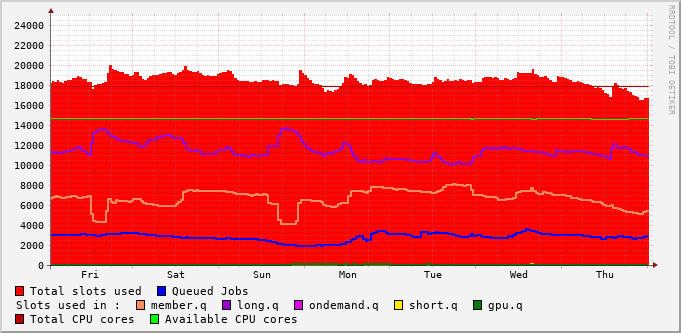 24000
22000
20000
18000
16000
14000
12000
10000
8000
6000
4000
2000
0
Fri Sat Sun Mon Tue Wed Thu
Total slots used Queued Jobs
Slots used in : member.q long.q ondemand.q short.q gpu.q
Total CPU cores Available CPU cores
RRDTOOL / TOBI OETIKER